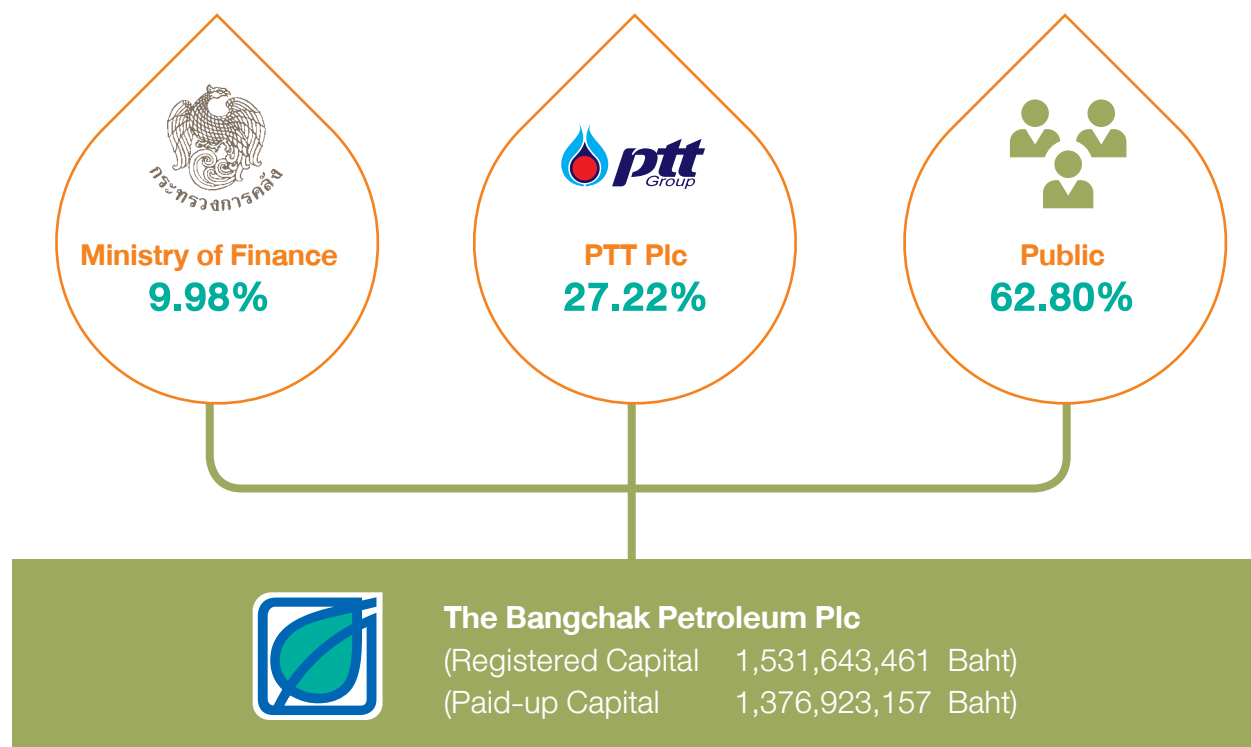 กระทรวงการคลัง
Ministry of Finance
9.98%
ptt
Group
PTT Plc
27.22%
Public
62.80%
The Bangchak Petroleum Plc
(Registered Capital 1,531,643,461 Baht)
(Paid-up Capital 1,376,923,157 Baht)